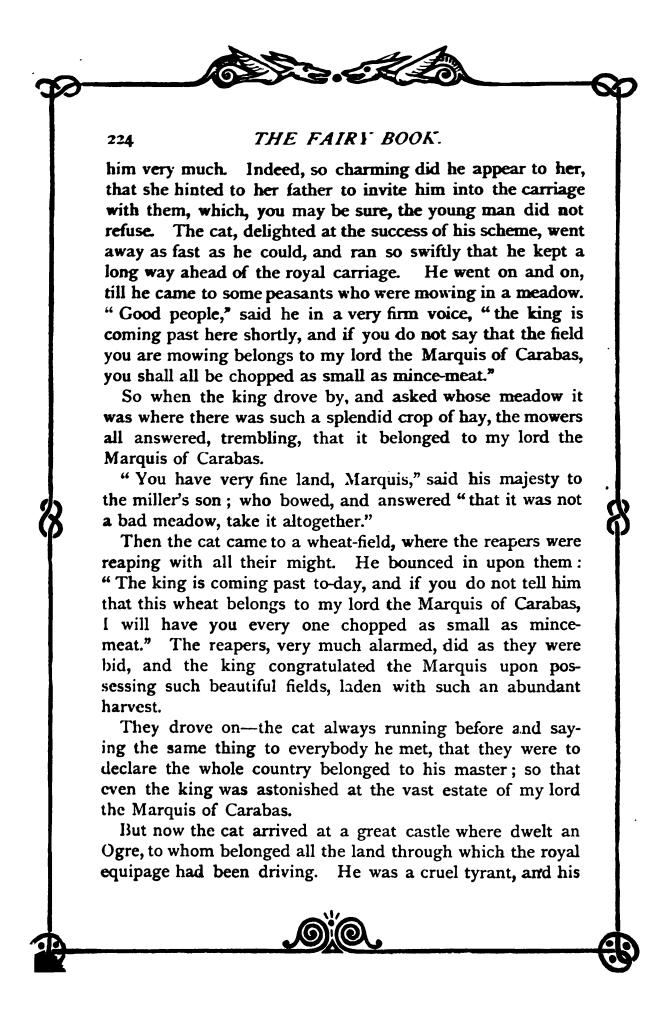 224 THE FAIRY BOOK.
him very much. Indeed, so charming did he appear to her,
that she hinted to her father to invite him into the carriage
with them, which, you may be sure, the young man did not
refuse. The cat, delighted at the success of his scheme, went
away as fast as he could, and ran so swiftly that he kept a
long way ahead of the royal carriage. He went on and on,
till he came to some peasants who were mowing in a meadow.
“ Good people,” said he in a very firm voice, “ the king is
coming past here shortly, and if you do not say that the field
you are mowing belongs to my lord the Marquis of Carabas,
you shall all be chopped as small as mince-meat.”
So when the king drove by, and asked whose meadow it
was where there was such a splendid crop of hay, the mowers
all answered, trembling, that it belonged to my lord the
Marquis of Carabas.
“ You have very fine land, Marquis,” said his majesty to
the miller’s son ; who bowed, and answered “ that it was not
a bad meadow, take it altogether.”
Then the cat came to a wheat-field, where the reapers were
reaping with all their might. He bounced in upon them :
“ The king is coming past to-day, and if you do not tell him
that this wheat belongs to my lord the Marquis of Carabas,
I will have you every one chopped as small as mince-
meat.” The reapers, very much alarmed, did as they were
bid, and the king congratulated the Marquis upon pos-
sessing such beautiful fields, laden with such an abundant
harvest.
They drove on—the cat always running before and say-
ing the same thing to everybody he met, that they were to
declare the whole country belonged to his master ; so that
even the king was astonished at the vast estate of my lord
the Marquis of Carabas.
But now the cat arrived at a great castle where dwelt an
Ogre, to whom belonged all the land through which the royal
equipage had been driving. He was a cruel tyrant, and his